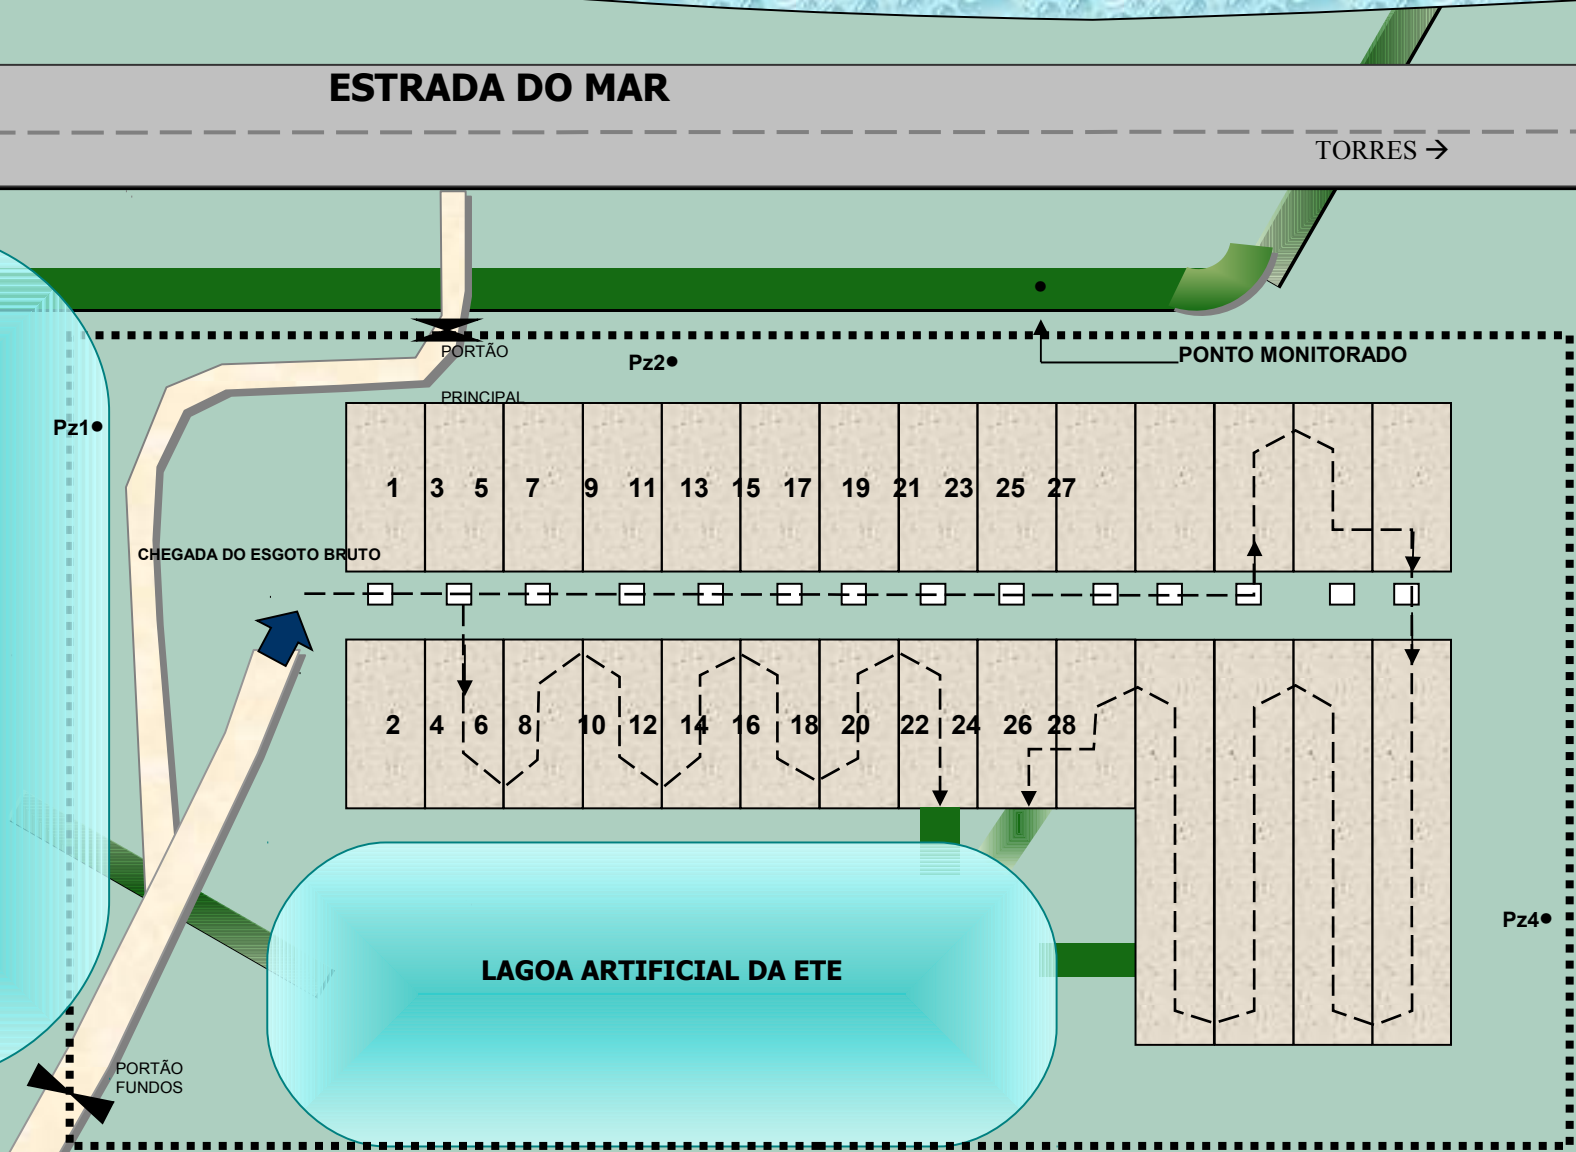 ESTRADA DO MAR
TORRES →
PORTÃO
PRINCIPAL
Pz2•
PONTO MONITORADO
Pz1•
1 3 5 7 9 11 13 15 17 19 21 23 25 27
CHEGADA DO ESGOTO BRUTO
2 4 6 8 10 12 14 16 18 20 22 24 26 28
Pz4•
LAGOA ARTIFICIAL DA ETE
PORTÃO
FUNDOS